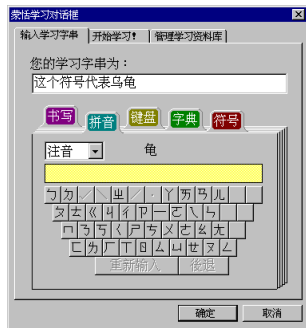 蒙恬学习对话框
输入学习字串 开始学习! 管理学习资料库
您的学习字串为：
这个符号代表乌龟
书写 拼音 键盘 字典 符号
注音 龟
ㄅ ㄉ ˇ ˋ ㄓ ˊ ˙ ㄚ ㄞ ㄢ ㄦ
ㄆ ㄊ ㄍ ㄐ ㄔ ㄗ ㄧ ㄛ ㄟ ㄣ
ㄇ ㄋ ㄎ ㄑ ㄕ ㄘ ㄨ ㄜ ㄠ ㄤ
ㄈ ㄌ ㄏ ㄒ ㄖ ㄙ ㄩ ㄝ ㄡ ㄥ
重新輸入 後退
确定 取消